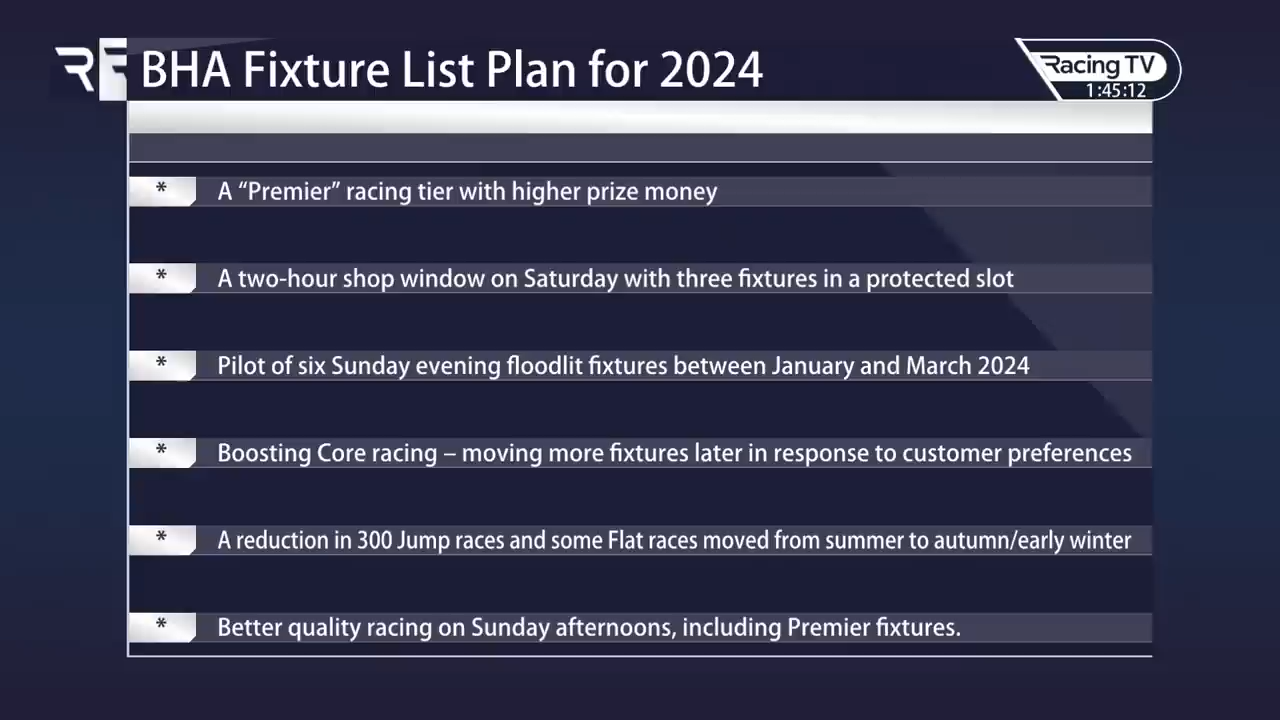 BHA Fixture List Plan for 2024
Racing TV
1:45:12
* A “Premier” racing tier with higher prize money
* A two-hour shop window on Saturday with three fixtures in a protected slot
* Pilot of six Sunday evening floodlit fixtures between January and March 2024
* Boosting Core racing – moving more fixtures later in response to customer preferences
* A reduction in 300 Jump races and some Flat races moved from summer to autumn/early winter
* Better quality racing on Sunday afternoons, including Premier fixtures.